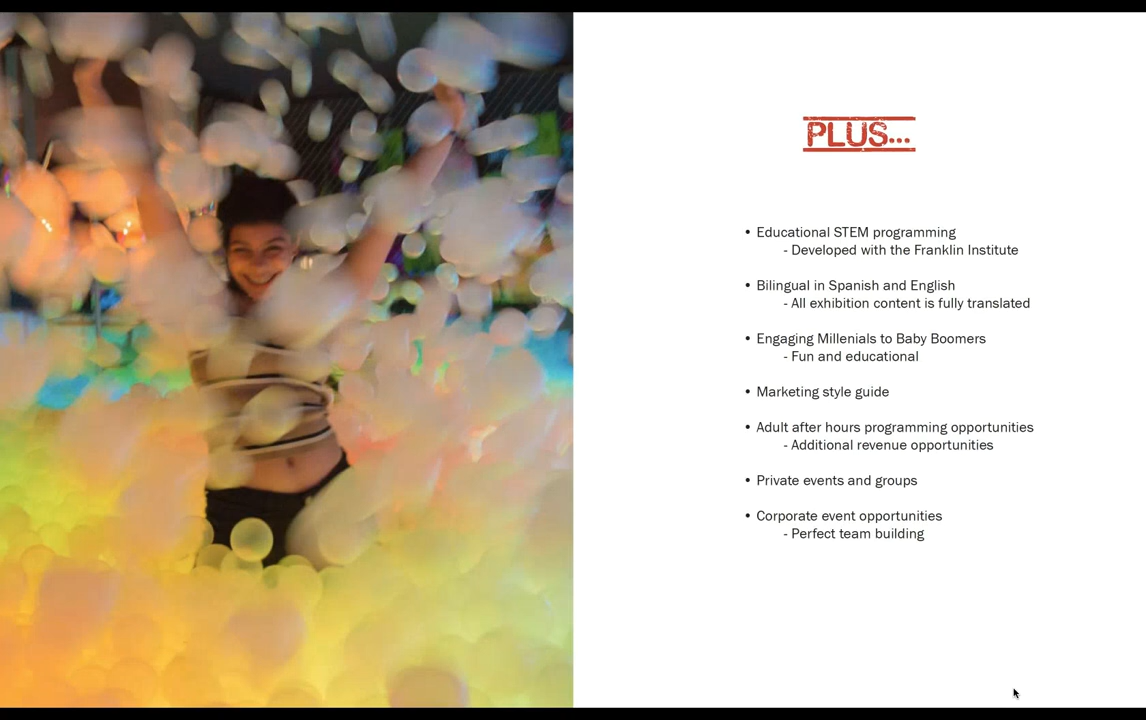 PLUS...
• Educational STEM programming
- Developed with the Franklin Institute
• Bilingual in Spanish and English
- All exhibition content is fully translated
• Engaging Millenials to Baby Boomers
- Fun and educational
• Marketing style guide
• Adult after hours programming opportunities
- Additional revenue opportunities
• Private events and groups
• Corporate event opportunities
- Perfect team building